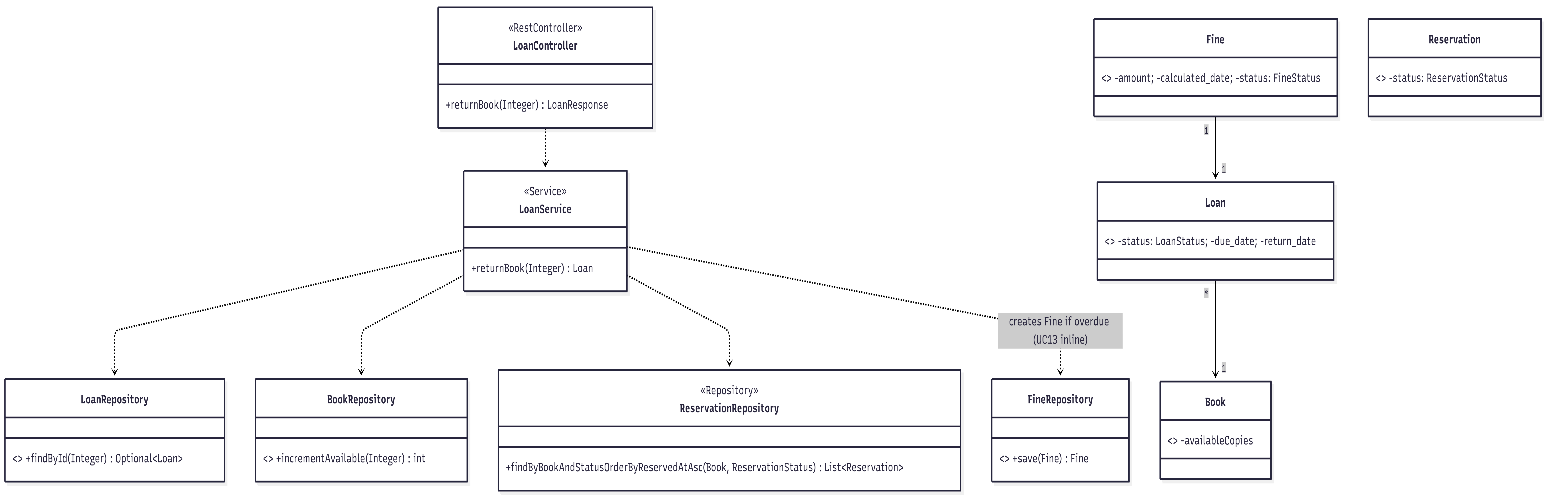 «RestController»
LoanController
+returnBook(Integer) : LoanResponse
«Service»
LoanService
+returnBook(Integer) : Loan
creates Fine if overdue
(UC13 inline)
LoanRepository
<> +findById(Integer) : Optional<Loan>
BookRepository
<> +incrementAvailable(Integer) : int
«Repository»
ReservationRepository
+findByBookAndStatusOrderByReservedAtAsc(Book, ReservationStatus) : List<Reservation>
FineRepository
<> +save(Fine) : Fine
Fine
<> -amount; -calculated_date; -status: FineStatus
1
1
Loan
<> -status: LoanStatus; -due_date; -return_date
*
1
Book
<> -availableCopies
Reservation
<> -status: ReservationStatus